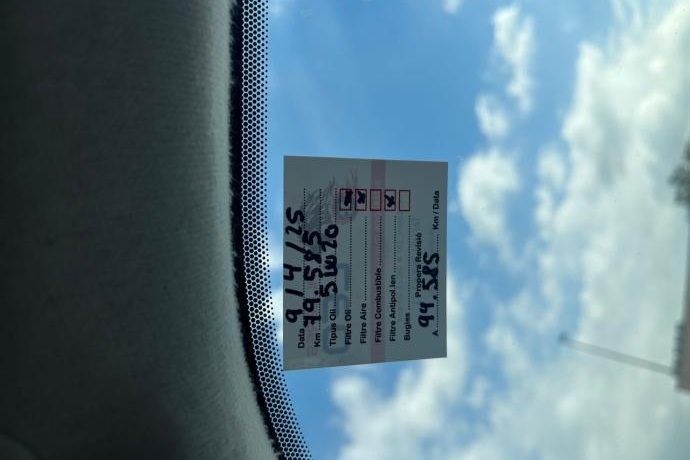 Data 9/4/25
Km 79.585
Tipus Oli 5W20
Filtre Oli
Filtre Aire
Filtre Combustible
Filtre Antipol.len
Bugies
Propera Revisió
A 94.585 Km / Data